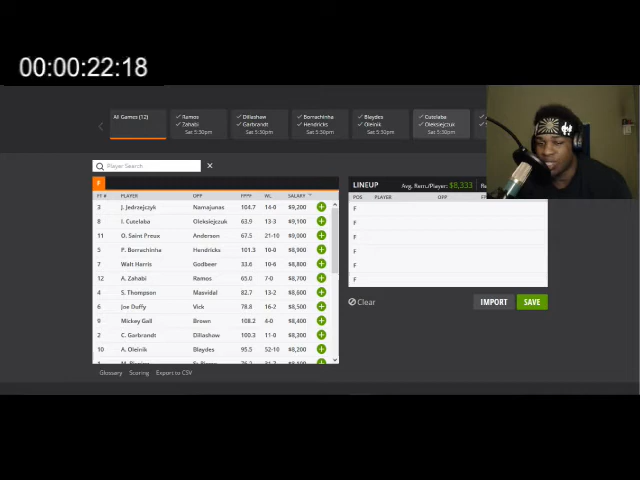 00:00:22:18
All Games (12)
Ramos
Zahabi
Sat 5:30pm
Dillashaw
Garbrandt
Sat 5:30pm
Borrachinha
Hendricks
Sat 5:30pm
Blaydes
Oleinik
Sat 5:30pm
Cutelaba
Oleksiejczuk
Sat 5:30pm
Player Search
F
FT # PLAYER OPP FPPF WL SALARY
3 J. Jedrzejczyk Namajunas 104.7 14-0 $9,200
8 I. Cutelaba Oleksiejczuk 63.9 13-3 $9,100
11 O. Saint Preux Anderson 67.5 21-10 $9,000
5 P. Borrachinha Hendricks 101.3 10-0 $8,900
7 Walt Harris Godbeer 33.6 10-6 $8,800
12 A. Zahabi Ramos 65.0 7-0 $8,700
4 S. Thompson Masvidal 82.7 13-2 $8,600
6 Joe Duffy Vick 78.8 16-2 $8,500
9 Mickey Gall Brown 108.2 4-0 $8,400
2 C. Garbrandt Dillashaw 100.3 11-0 $8,300
10 A. Oleinik Blaydes 95.5 52-10 $8,200
LINEUP Avg. Rem./Player: $8,333
POS PLAYER OPP
F
F
F
F
F
F
Clear
IMPORT
SAVE
Glossary Scoring Export to CSV